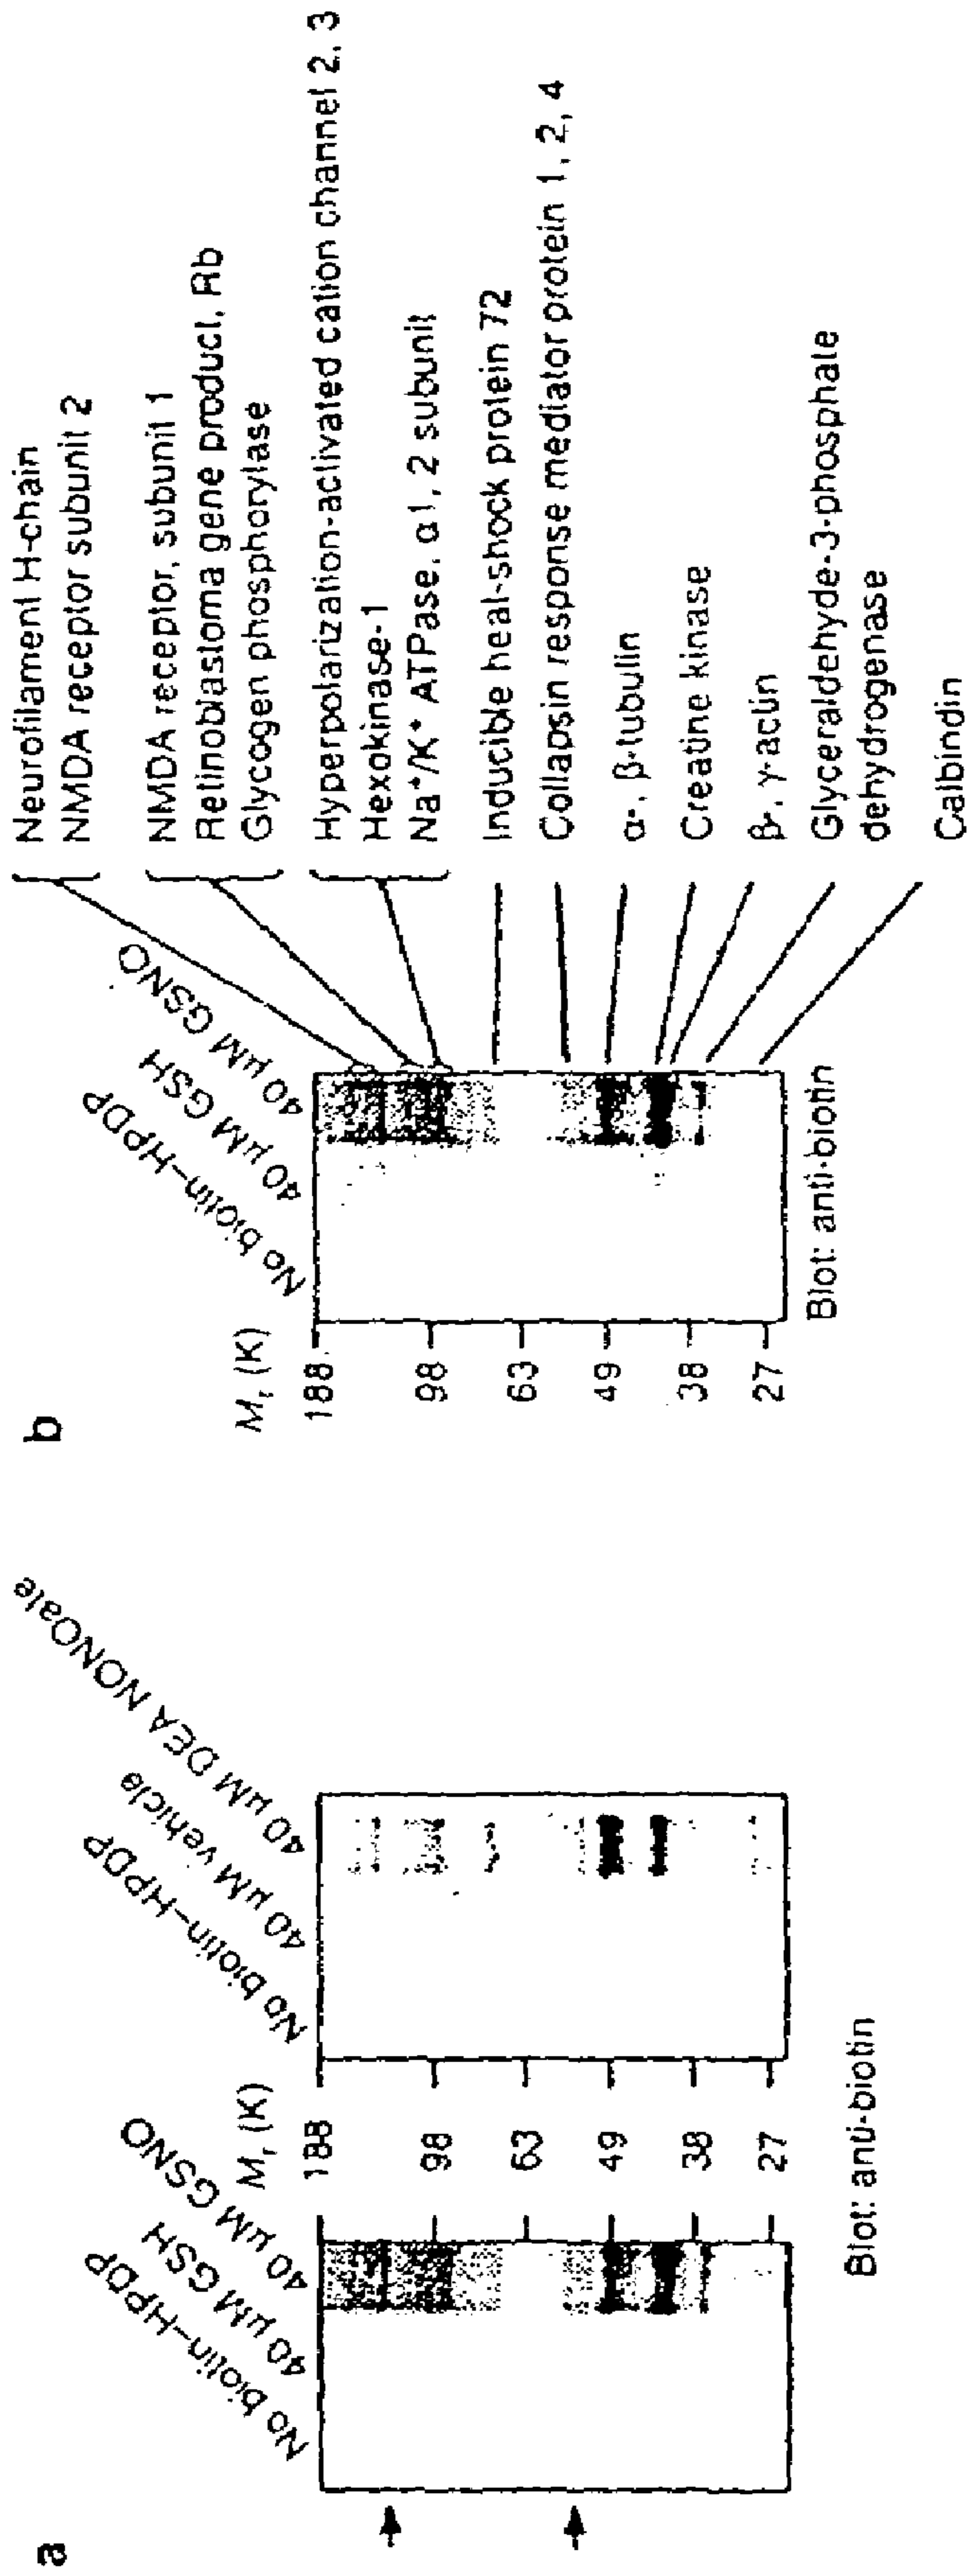 a
No biotin–HPDP
40 μM GSH
40 μM GSNO
Mr (K)
188
98
63
49
38
27
No biotin–HPDP
40 μM vehicle
40 μM DEA NONOate
Blot: anti-biotin
b
Mr (K)
188
98
63
49
38
27
No biotin–HPDP
40 μM GSH
40 μM GSNO
Blot: anti-biotin
Neurofilament H-chain
NMDA receptor subunit 2
NMDA receptor, subunit 1
Retinoblastoma gene product, Rb
Glycogen phosphorylase
Hyperpolarization-activated cation channel 2, 3
Hexokinase-1
Na⁺/K⁺ ATPase, α1, 2 subunit
Inducible heat-shock protein 72
Collapsin response mediator protein 1, 2, 4
α-, β-tubulin
Creatine kinase
β-, γ-actin
Glyceraldehyde-3-phosphate
dehydrogenase
Calbindin